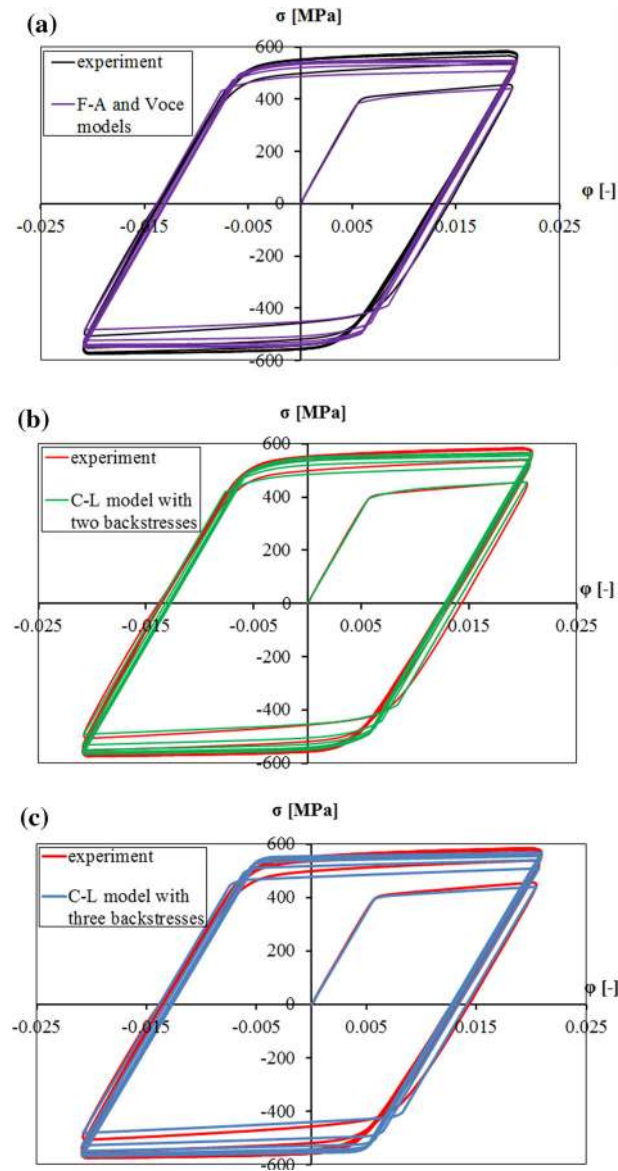 (a)
σ [MPa]
600
experiment
400
F-A and Voce
models
200
φ [-]
0
-0.025
-0.015
-0.005
0.005
0.015
0.025
-200
-400
-600
(b)
σ [MPa]
600
experiment
400
C-L model with
two backstresses
200
φ [-]
0
-0.025
-0.015
-0.005
0.005
0.015
0.025
-200
-400
-600
(c)
σ [MPa]
600
experiment
400
C-L model with
three backstresses
200
φ [-]
0
-0.025
-0.015
-0.005
0.005
0.015
0.025
-200
-400
-600